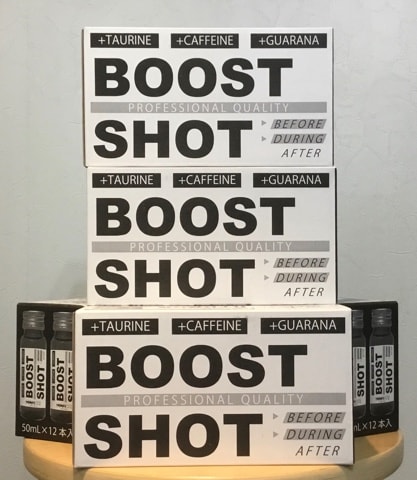 +TAURINE +CAFFEINE +GUARANA
BOOST
PROFESSIONAL QUALITY
SHOT
BEFORE
DURING
AFTER
+TAURINE +CAFFEINE +GUARANA
BOOST
PROFESSIONAL QUALITY
SHOT
BEFORE
DURING
AFTER
+TAURINE +CAFFEINE +GUARANA
BOOST
PROFESSIONAL QUALITY
SHOT
BEFORE
DURING
AFTER
BOOST
SHOT
50mL×12本入
BOOST
SHOT
mL×12本入